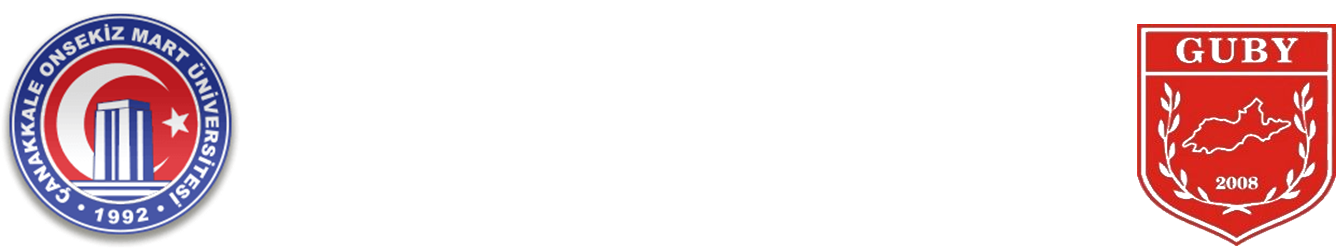 ÇANAKKALE ONSEKİZ MART ÜNİVERSİTESİ
• 1992 •
GUBY
2008